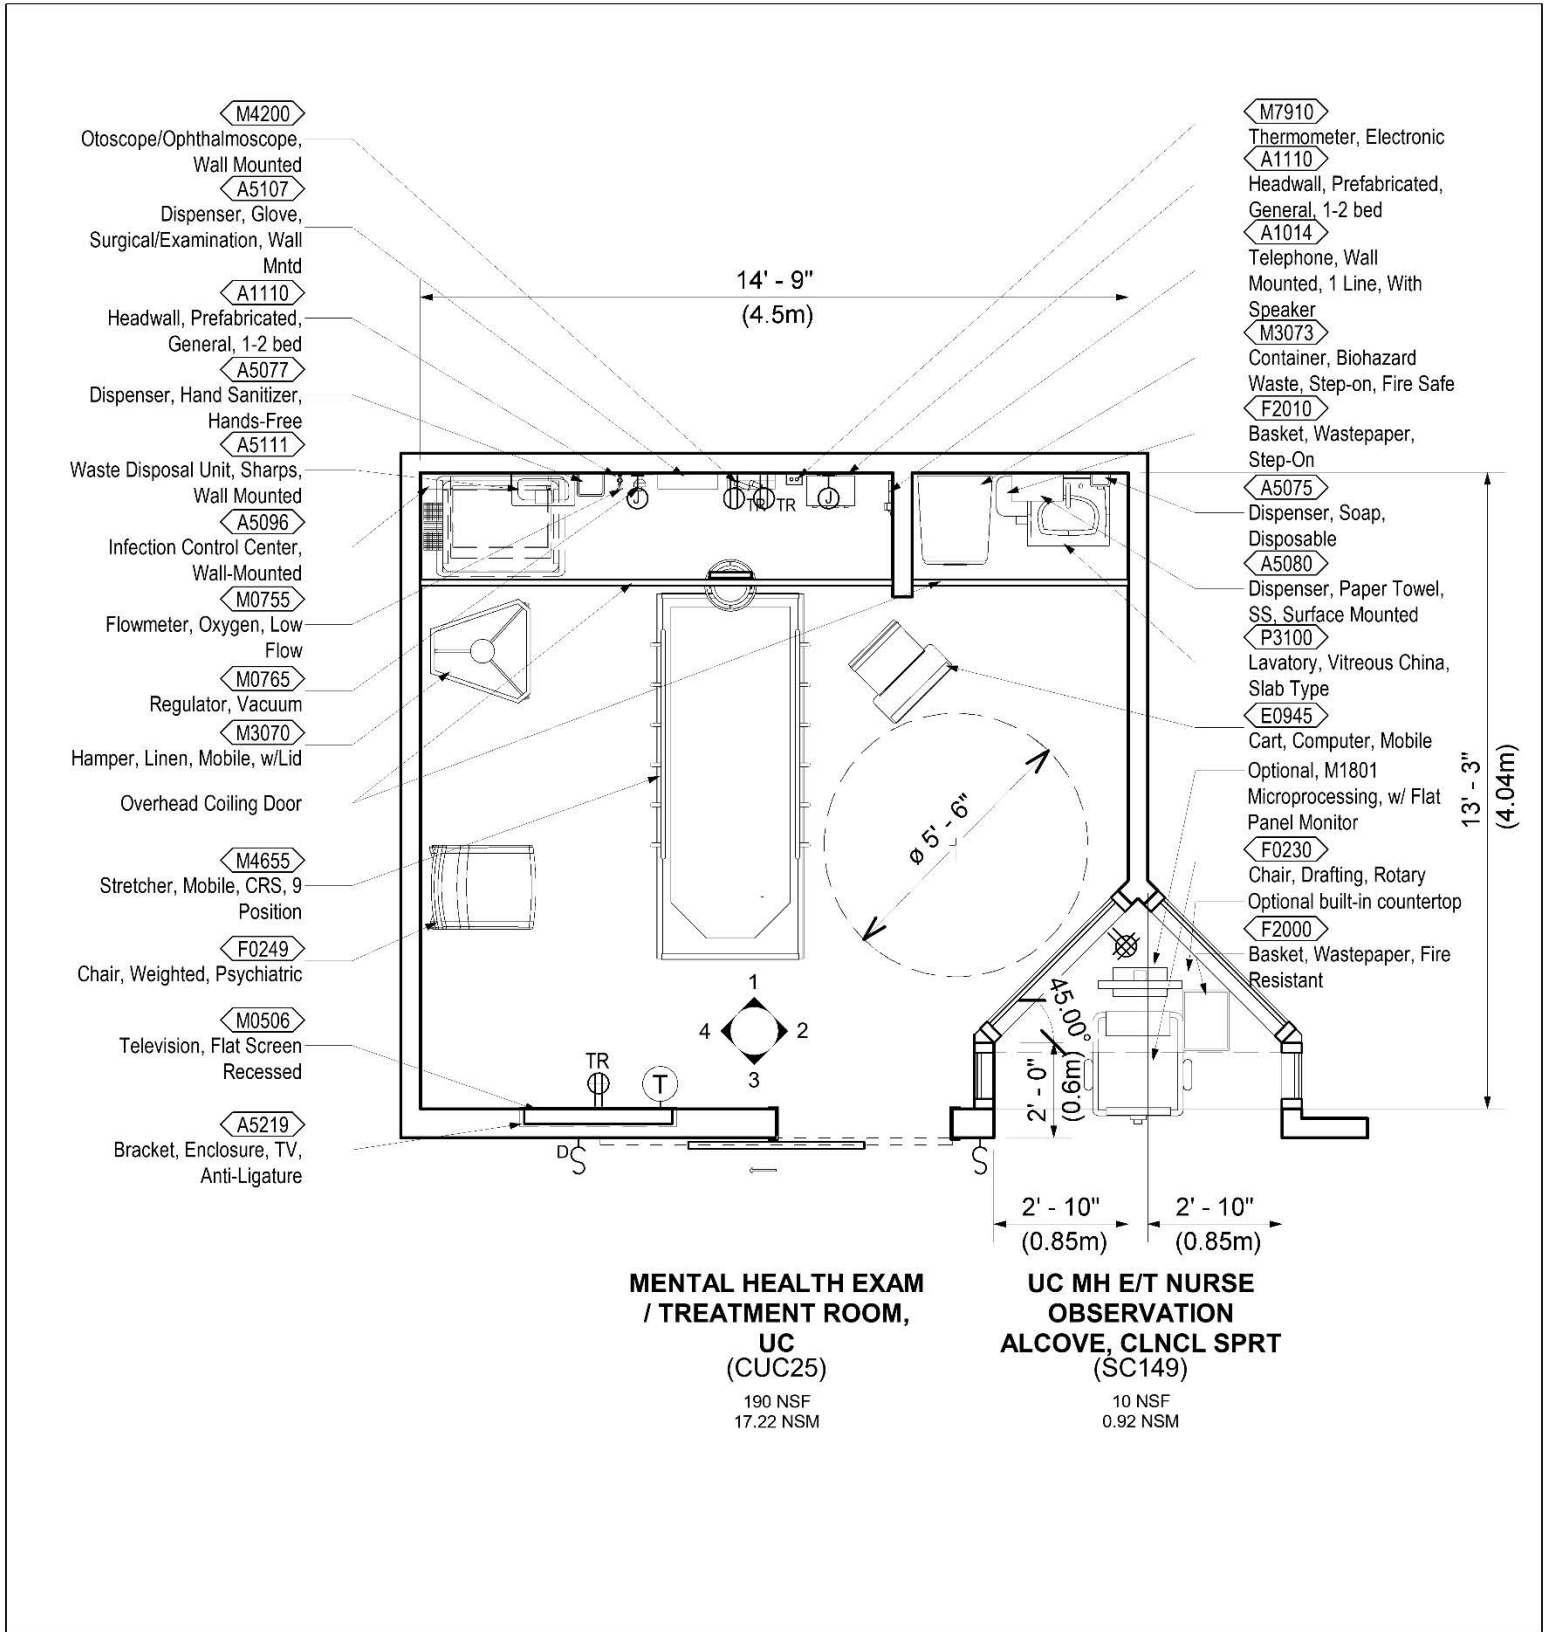 M4200
Otoscope/Ophthalmoscope,
Wall Mounted
A5107
Dispenser, Glove,
Surgical/Examination, Wall
Mntd
A1110
Headwall, Prefabricated,
General, 1-2 bed
A5077
Dispenser, Hand Sanitizer,
Hands-Free
A5111
Waste Disposal Unit, Sharps,
Wall Mounted
A5096
Infection Control Center,
Wall-Mounted
M0755
Flowmeter, Oxygen, Low
Flow
M0765
Regulator, Vacuum
M3070
Hamper, Linen, Mobile, w/Lid
Overhead Coiling Door
M4655
Stretcher, Mobile, CRS, 9
Position
F0249
Chair, Weighted, Psychiatric
M0506
Television, Flat Screen
Recessed
A5219
Bracket, Enclosure, TV,
Anti-Ligature
14' - 9"
(4.5m)
J
TR
TR
J
ø 5' - 6"
1
4
2
3
TR
T
D
S
S
45.00°
2' - 0"
(0.6m)
2' - 10"
(0.85m)
2' - 10"
(0.85m)
M7910
Thermometer, Electronic
A1110
Headwall, Prefabricated,
General, 1-2 bed
A1014
Telephone, Wall
Mounted, 1 Line, With
Speaker
M3073
Container, Biohazard
Waste, Step-on, Fire Safe
F2010
Basket, Wastepaper,
Step-On
A5075
Dispenser, Soap,
Disposable
A5080
Dispenser, Paper Towel,
SS, Surface Mounted
P3100
Lavatory, Vitreous China,
Slab Type
E0945
Cart, Computer, Mobile
Optional, M1801
Microprocessing, w/ Flat
Panel Monitor
F0230
Chair, Drafting, Rotary
Optional built-in countertop
F2000
Basket, Wastepaper, Fire
Resistant
13' - 3"
(4.04m)
MENTAL HEALTH EXAM
/ TREATMENT ROOM,
UC
(CUC25)
190 NSF
17.22 NSM
UC MH E/T NURSE
OBSERVATION
ALCOVE, CLNCL SPRT
(SC149)
10 NSF
0.92 NSM